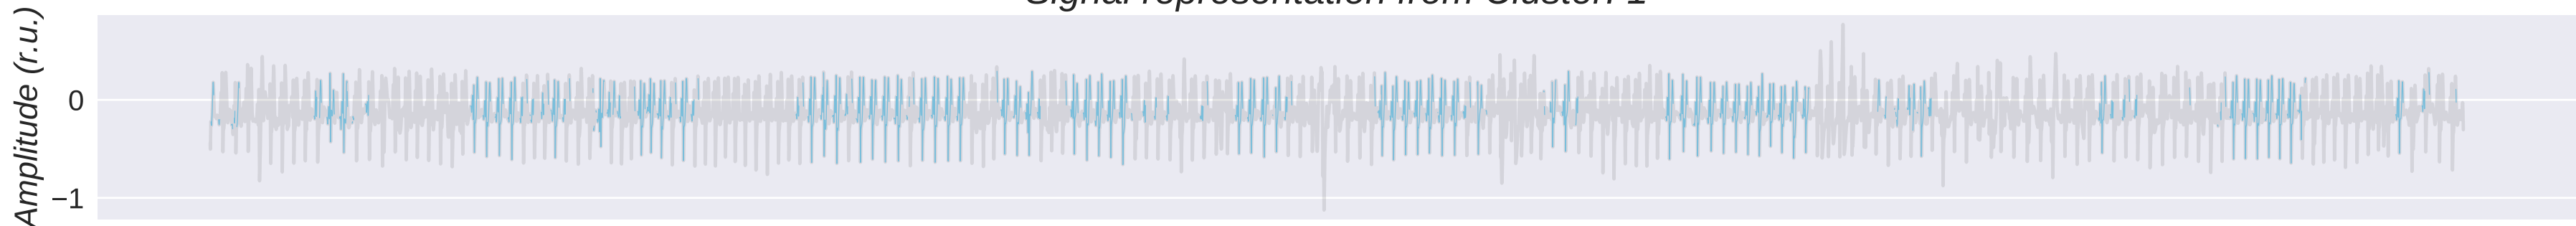 Signal representation from Cluster: 1
Amplitude (r.u.)
0
−1